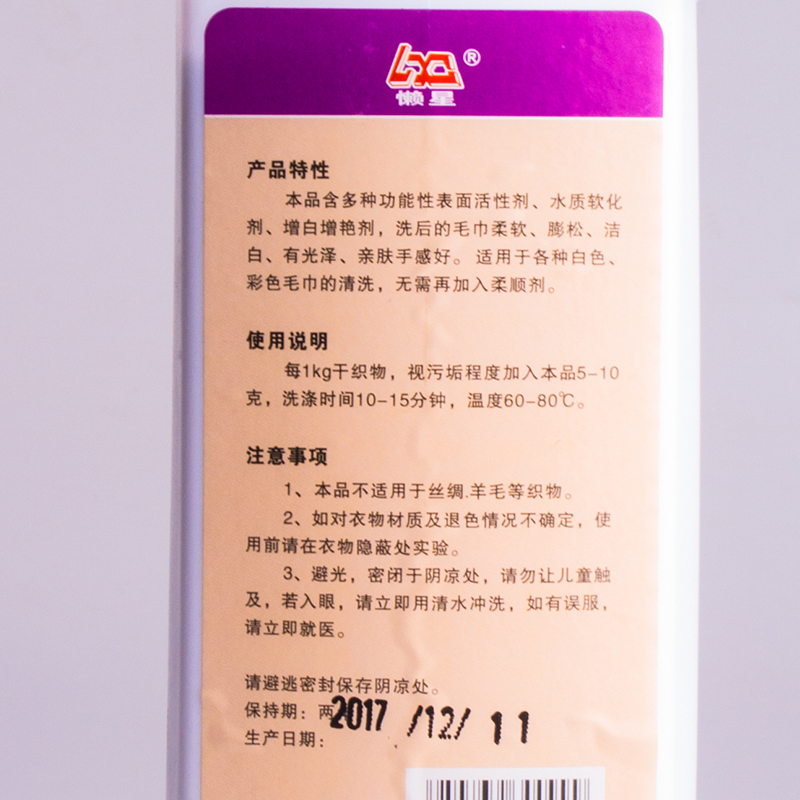 LXC®
懒星
产品特性
本品含多种功能性表面活性剂、水质软化
剂、增白增艳剂，洗后的毛巾柔软、膨松、洁
白、有光泽、亲肤手感好。适用于各种白色、
彩色毛巾的清洗，无需再加入柔顺剂。
使用说明
每1kg干织物，视污垢程度加入本品5-10
克，洗涤时间10-15分钟，温度60-80℃。
注意事项
1、本品不适用于丝绸.羊毛等织物。
2、如对衣物材质及退色情况不确定，使
用前请在衣物隐蔽处实验。
3、避光，密闭于阴凉处，请勿让儿童触
及，若入眼，请立即用清水冲洗，如有误服，
请立即就医。
请避逃密封保存阴凉处。
保持期：两
2017/12/11
生产日期：